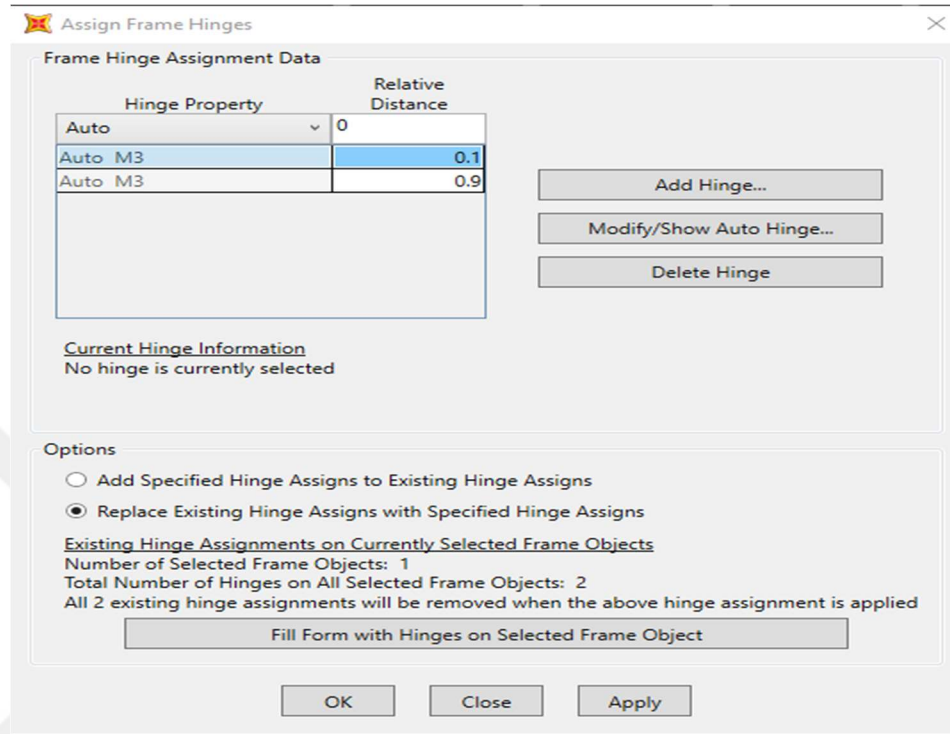 Assign Frame Hinges
Frame Hinge Assignment Data
Relative
Hinge Property Distance
Auto 0
Auto M3 0.1
Auto M3 0.9
Add Hinge...
Modify/Show Auto Hinge...
Delete Hinge
Current Hinge Information
No hinge is currently selected
Options
Add Specified Hinge Assigns to Existing Hinge Assigns
Replace Existing Hinge Assigns with Specified Hinge Assigns
Existing Hinge Assignments on Currently Selected Frame Objects
Number of Selected Frame Objects: 1
Total Number of Hinges on All Selected Frame Objects: 2
All 2 existing hinge assignments will be removed when the above hinge assignment is applied
Fill Form with Hinges on Selected Frame Object
OK Close Apply